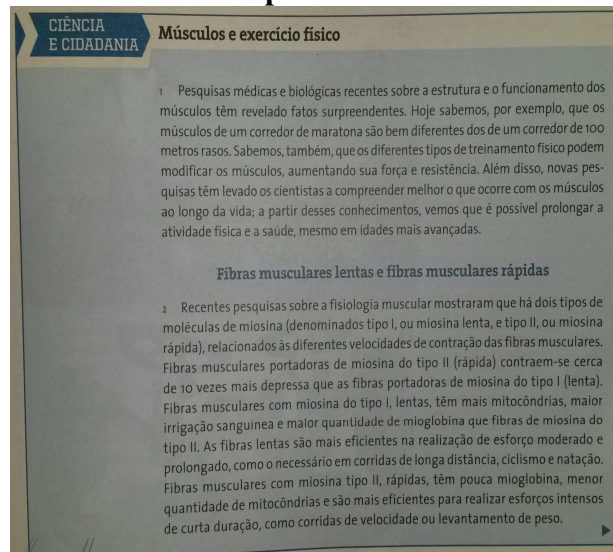 CIÊNCIA
E CIDADANIA
Músculos e exercício físico
1 Pesquisas médicas e biológicas recentes sobre a estrutura e o funcionamento dos
músculos têm revelado fatos surpreendentes. Hoje sabemos, por exemplo, que os
músculos de um corredor de maratona são bem diferentes dos de um corredor de 100
metros rasos. Sabemos, também, que os diferentes tipos de treinamento físico podem
modificar os músculos, aumentando sua força e resistência. Além disso, novas pes-
quisas têm levado os cientistas a compreender melhor o que ocorre com os músculos
ao longo da vida; a partir desses conhecimentos, vemos que é possível prolongar a
atividade física e a saúde, mesmo em idades mais avançadas.
Fibras musculares lentas e fibras musculares rápidas
2 Recentes pesquisas sobre a fisiologia muscular mostraram que há dois tipos de
moléculas de miosina (denominados tipo I, ou miosina lenta, e tipo II, ou miosina
rápida), relacionados às diferentes velocidades de contração das fibras musculares.
Fibras musculares portadoras de miosina do tipo II (rápida) contraem-se cerca
de 10 vezes mais depressa que as fibras portadoras de miosina do tipo I (lenta).
Fibras musculares com miosina do tipo I, lentas, têm mais mitocôndrias, maior
irrigação sanguinea e maior quantidade de mioglobina que fibras de miosina do
tipo II. As fibras lentas são mais eficientes na realização de esforço moderado e
prolongado, como o necessário em corridas de longa distância, ciclismo e natação.
Fibras musculares com miosina tipo II, rápidas, têm pouca mioglobina, menor
quantidade de mitocôndrias e são mais eficientes para realizar esforços intensos
de curta duração, como corridas de velocidade ou levantamento de peso.